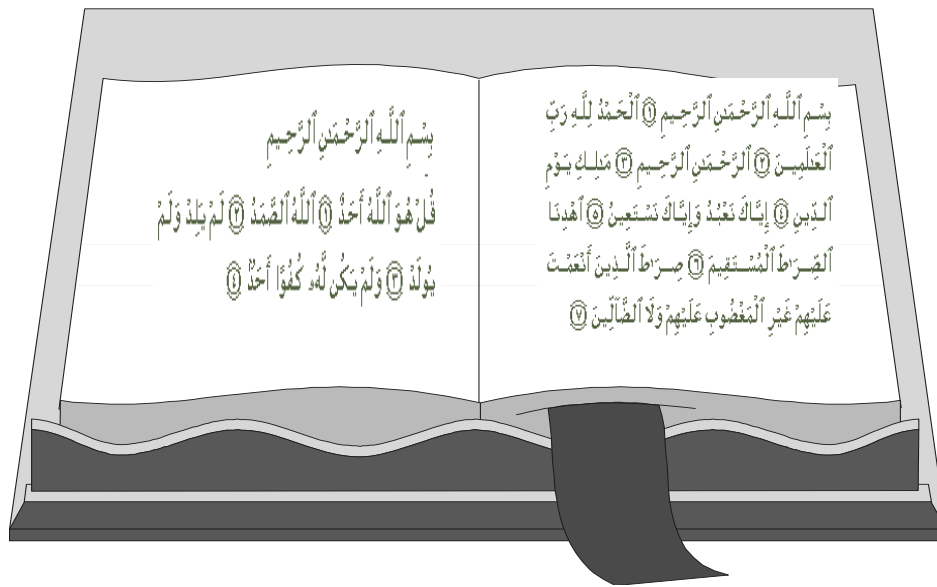 بِسْمِ ٱللَّهِ ٱلرَّحْمَـٰنِ ٱلرَّحِيمِ ۝١ ٱلْحَمْدُ لِلَّهِ رَبِّ
ٱلْعَـٰلَمِينَ ۝٢ ٱلرَّحْمَـٰنِ ٱلرَّحِيمِ ۝٣ مَـٰلِكِ يَوْمِ
ٱلدِّينِ ۝٤ إِيَّاكَ نَعْبُدُ وَإِيَّاكَ نَسْتَعِينُ ۝٥ ٱهْدِنَا
ٱلصِّرَٰطَ ٱلْمُسْتَقِيمَ ۝٦ صِرَٰطَ ٱلَّذِينَ أَنْعَمْتَ
عَلَيْهِمْ غَيْرِ ٱلْمَغْضُوبِ عَلَيْهِمْ وَلَا ٱلضَّآلِّينَ ۝٧
بِسْمِ ٱللَّهِ ٱلرَّحْمَـٰنِ ٱلرَّحِيمِ
قُلْ هُوَ ٱللَّهُ أَحَدٌ ۝١ ٱللَّهُ ٱلصَّمَدُ ۝٢ لَمْ يَلِدْ وَلَمْ
يُولَدْ ۝٣ وَلَمْ يَكُن لَّهُۥ كُفُوًا أَحَدٌۢ ۝٤